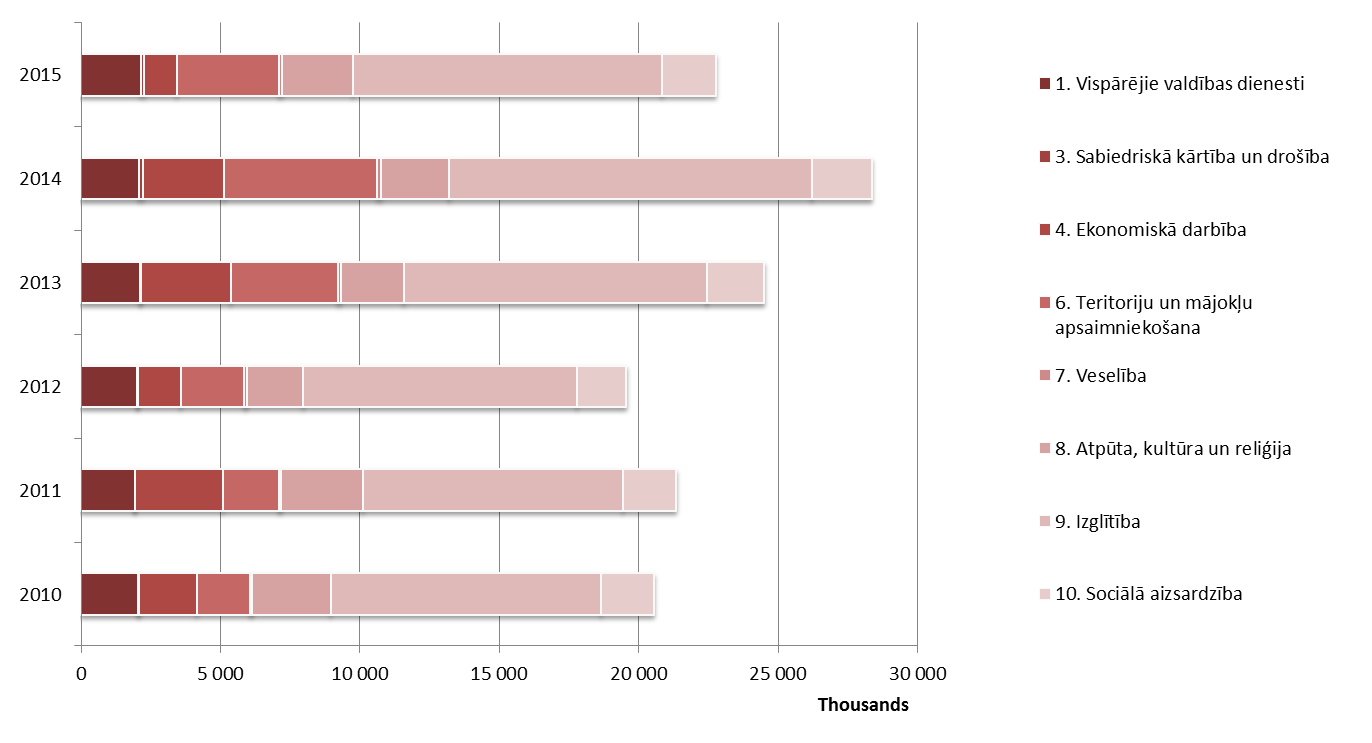 2015
2014
2013
2012
2011
2010
0
5 000
10 000
15 000
20 000
25 000
30 000
Thousands
1. Vispārējie valdības dienesti
3. Sabiedriskā kārtība un drošība
4. Ekonomiskā darbība
6. Teritoriju un mājokļu
apsaimniekošana
7. Veselība
8. Atpūta, kultūra un reliģija
9. Izglītība
10. Sociālā aizsardzība